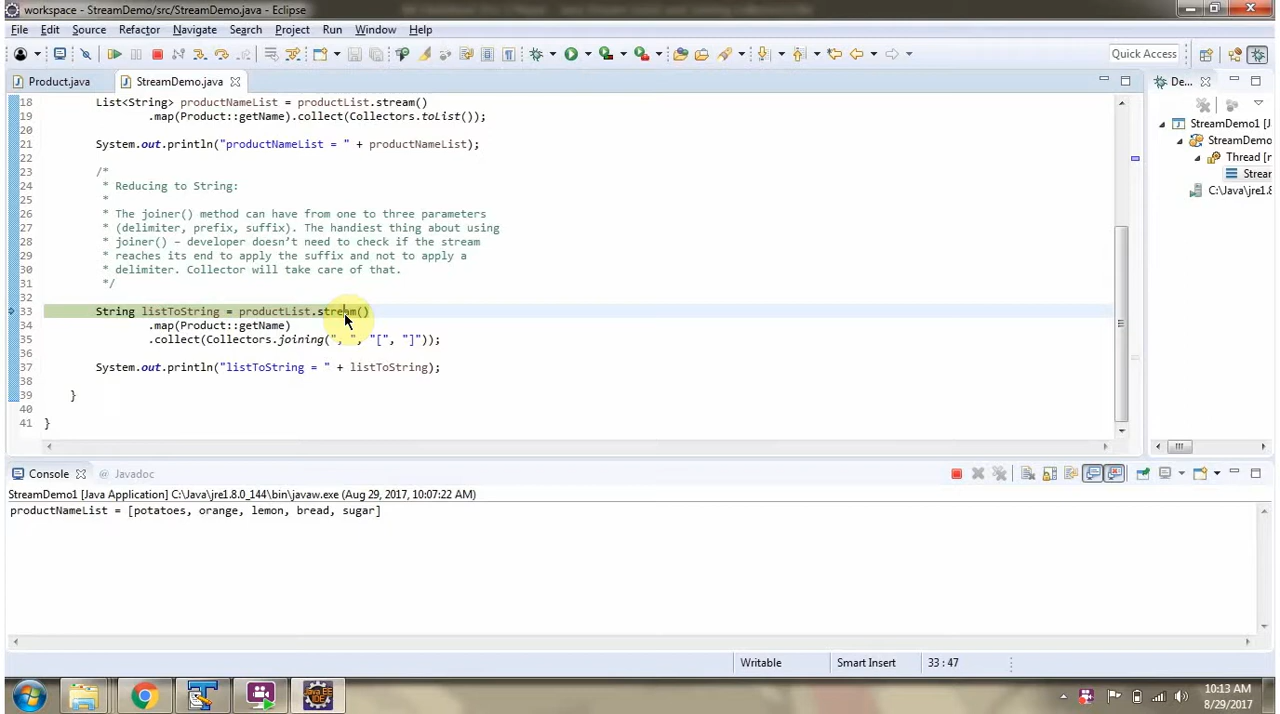 workspace - StreamDemo/src/StreamDemo.java - Eclipse
File Edit Source Refactor Navigate Search Project Run Window Help
Quick Access
Product.java StreamDemo.java De...
18 List<String> productNameList = productList.stream()
19 .map(Product::getName).collect(Collectors.toList());
20
21 System.out.println("productNameList = " + productNameList);
22
23 /*
24 * Reducing to String:
25 *
26 * The joiner() method can have from one to three parameters
27 * (delimiter, prefix, suffix). The handiest thing about using
28 * joiner() – developer doesn't need to check if the stream
29 * reaches its end to apply the suffix and not to apply a
30 * delimiter. Collector will take care of that.
31 */
32
33 String listToString = productList.stream()
34 .map(Product::getName)
35 .collect(Collectors.joining(", ", "[", "]"));
36
37 System.out.println("listToString = " + listToString);
38
39 }
40
41 }
StreamDemo1 [J
StreamDemo
Thread [r
Strear
C:\Java\jre1.8
Console Javadoc
StreamDemo1 [Java Application] C:\Java\jre1.8.0_144\bin\javaw.exe (Aug 29, 2017, 10:07:22 AM)
productNameList = [potatoes, orange, lemon, bread, sugar]
Writable Smart Insert 33 : 47
Java EE
IDE
10:13 AM
8/29/2017